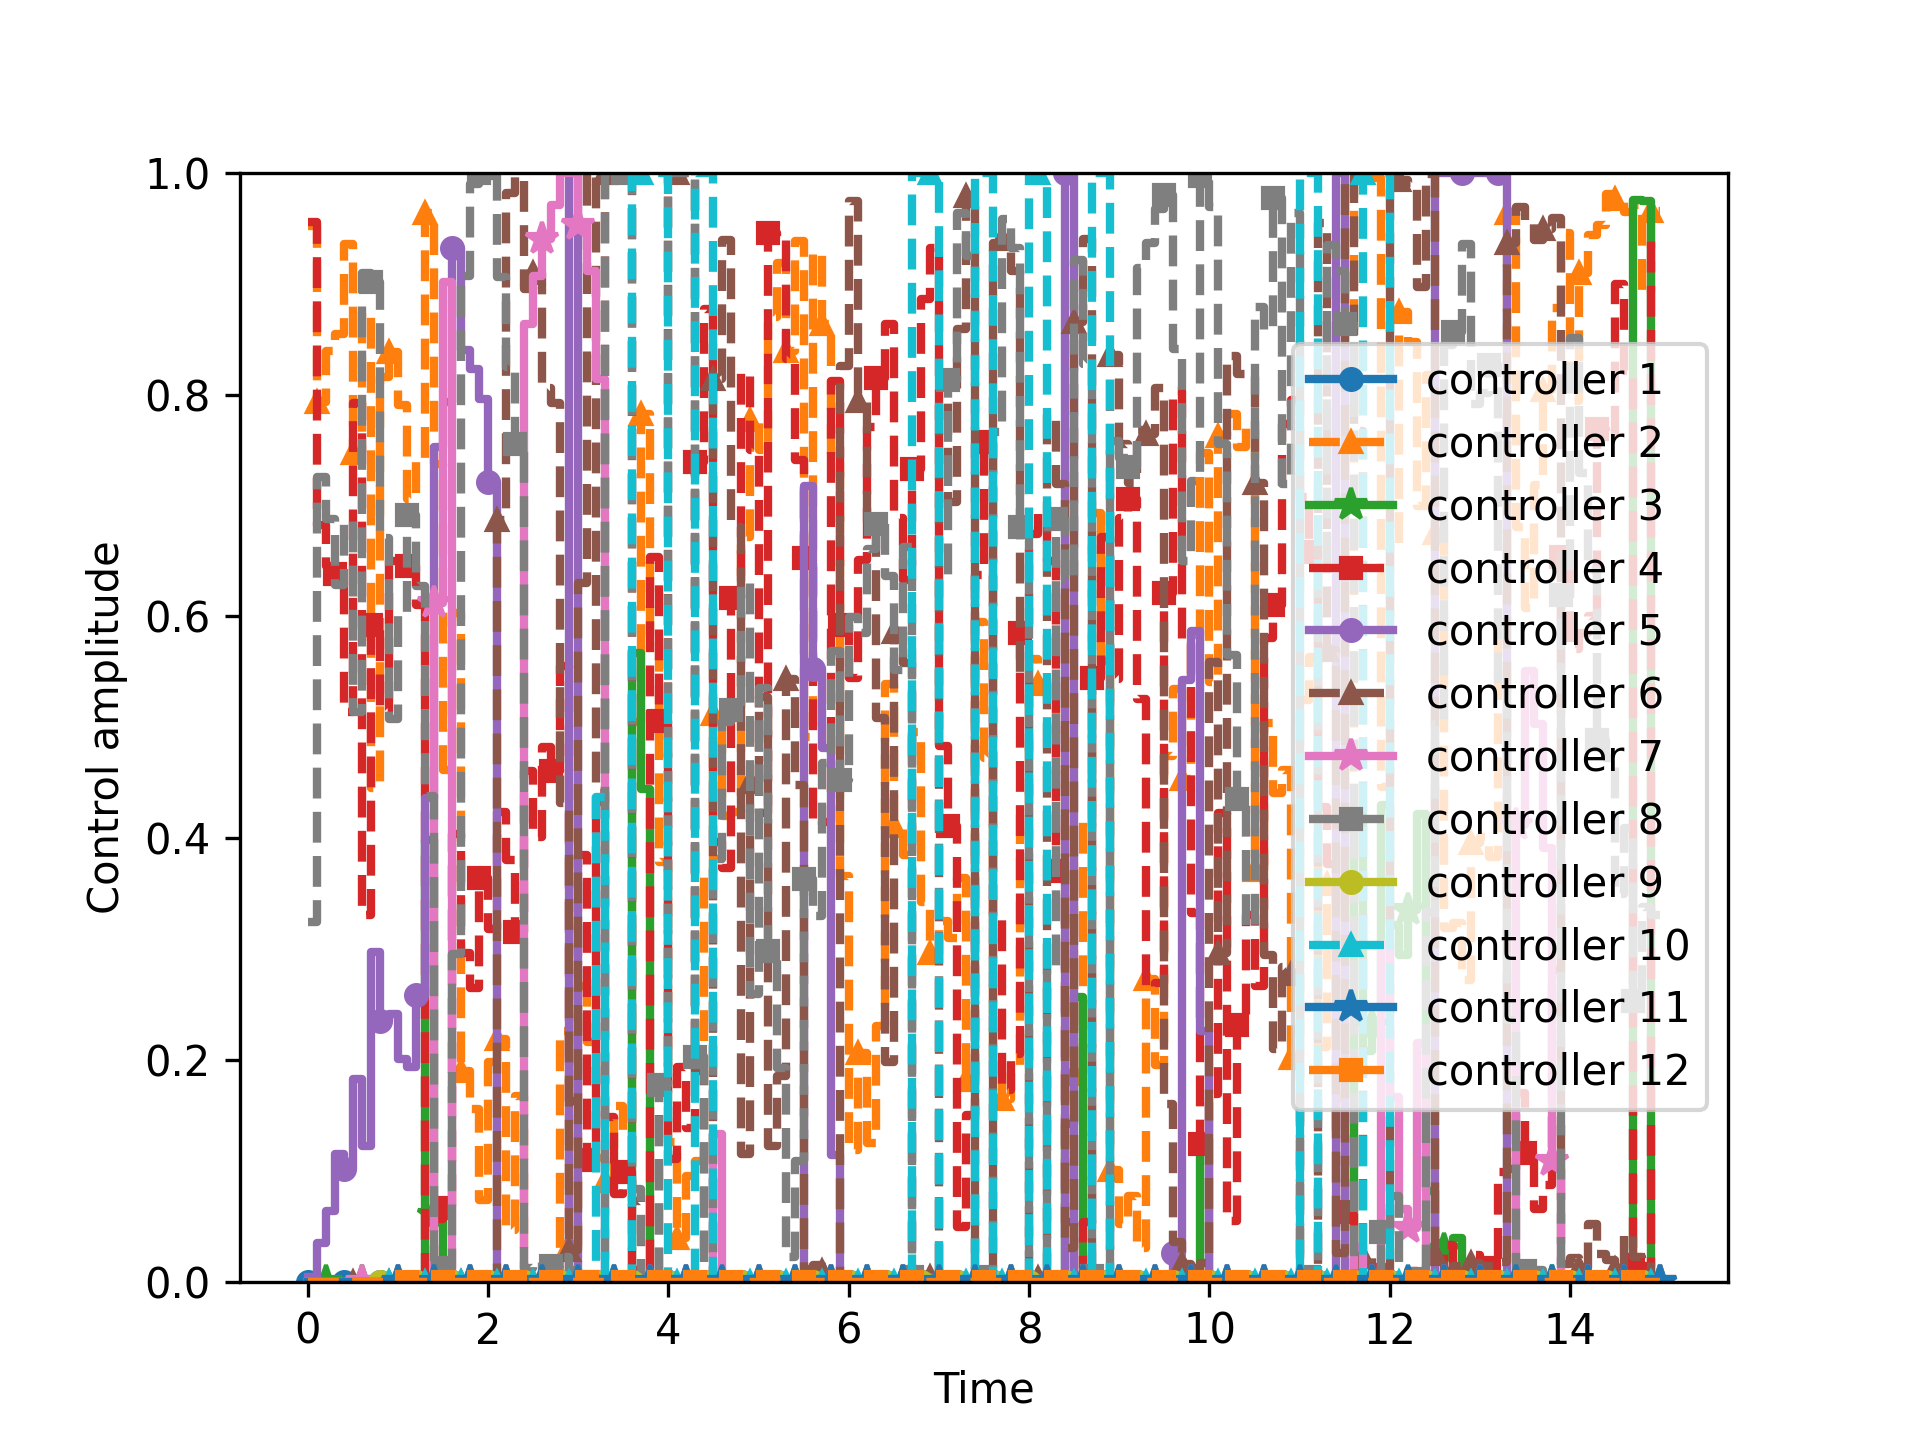 1.0
0.8
0.6
0.4
0.2
0.0
Control amplitude
controller 1
controller 2
controller 3
controller 4
controller 5
controller 6
controller 7
controller 8
controller 9
controller 10
controller 11
controller 12
0 2 4 6 8 10 12 14
Time